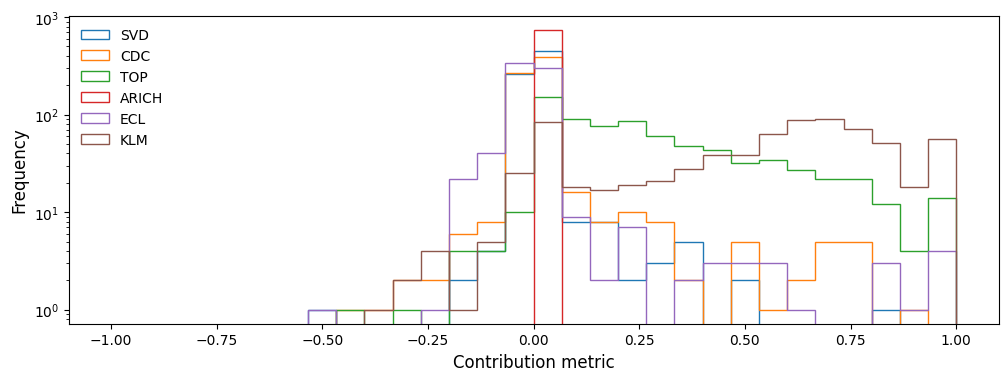 SVD
CDC
TOP
ARICH
ECL
KLM
Frequency
10³
10²
10¹
10⁰
−1.00 −0.75 −0.50 −0.25 0.00 0.25 0.50 0.75 1.00
Contribution metric